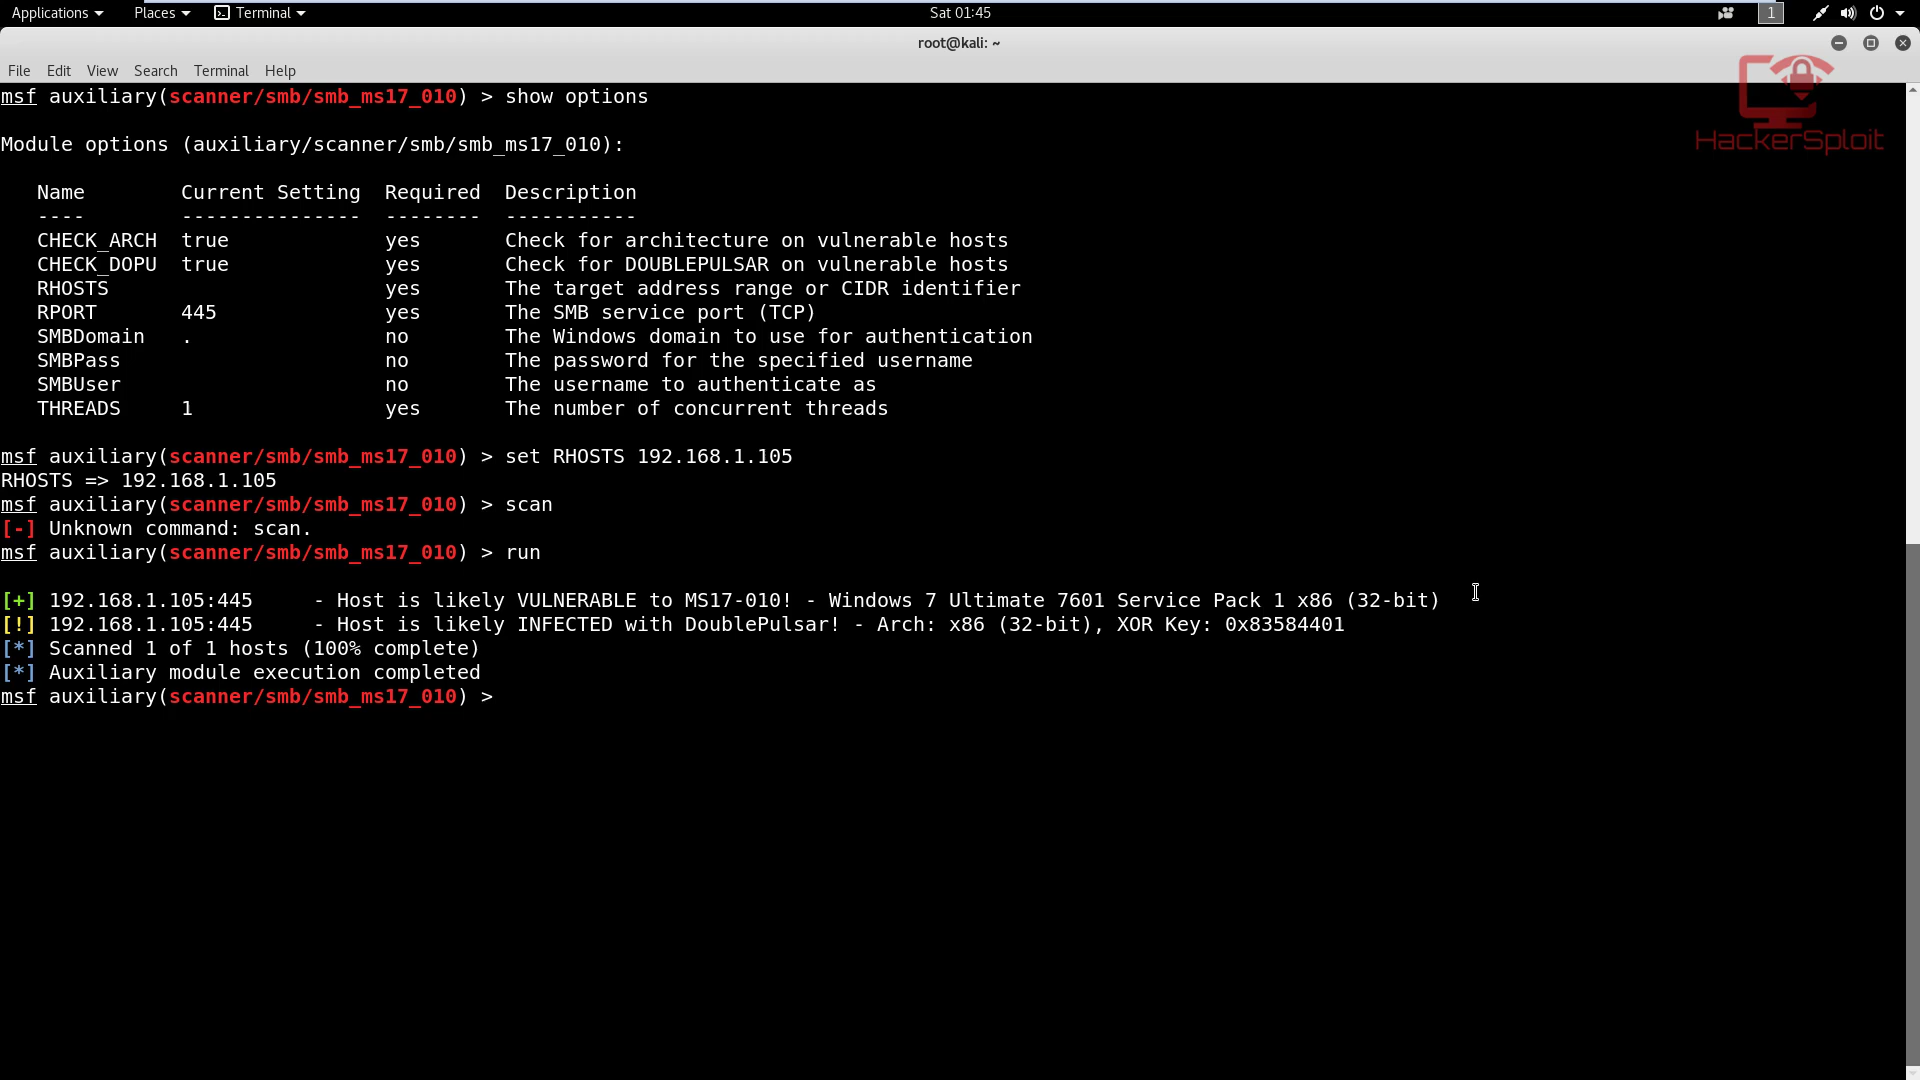 Applications Places Terminal Sat 01:45 1
root@kali: ~
File Edit View Search Terminal Help
HackerSploit
msf auxiliary(scanner/smb/smb_ms17_010) > show options
Module options (auxiliary/scanner/smb/smb_ms17_010):
Name Current Setting Required Description
---- --------------- -------- -----------
CHECK_ARCH true yes Check for architecture on vulnerable hosts
CHECK_DOPU true yes Check for DOUBLEPULSAR on vulnerable hosts
RHOSTS yes The target address range or CIDR identifier
RPORT 445 yes The SMB service port (TCP)
SMBDomain . no The Windows domain to use for authentication
SMBPass no The password for the specified username
SMBUser no The username to authenticate as
THREADS 1 yes The number of concurrent threads
msf auxiliary(scanner/smb/smb_ms17_010) > set RHOSTS 192.168.1.105
RHOSTS => 192.168.1.105
msf auxiliary(scanner/smb/smb_ms17_010) > scan
[-] Unknown command: scan.
msf auxiliary(scanner/smb/smb_ms17_010) > run
[+] 192.168.1.105:445 - Host is likely VULNERABLE to MS17-010! - Windows 7 Ultimate 7601 Service Pack 1 x86 (32-bit)
[!] 192.168.1.105:445 - Host is likely INFECTED with DoublePulsar! - Arch: x86 (32-bit), XOR Key: 0x83584401
[*] Scanned 1 of 1 hosts (100% complete)
[*] Auxiliary module execution completed
msf auxiliary(scanner/smb/smb_ms17_010) >